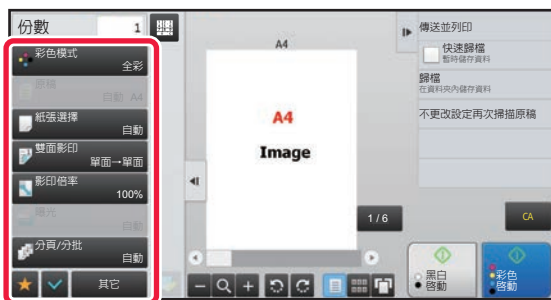 份數
1
彩色模式
全彩
原稿
自動 A4
紙張選擇
自動
雙面影印
單面→單面
影印倍率
100%
曝光
自動
分頁/分批
自動
其它
A4
A4
Image
1 / 6
傳送並列印
快速歸檔
暫時儲存資料
歸檔
在資料夾內儲存資料
不更改設定再次掃描原稿
CA
黑白
啓動
彩色
啓動